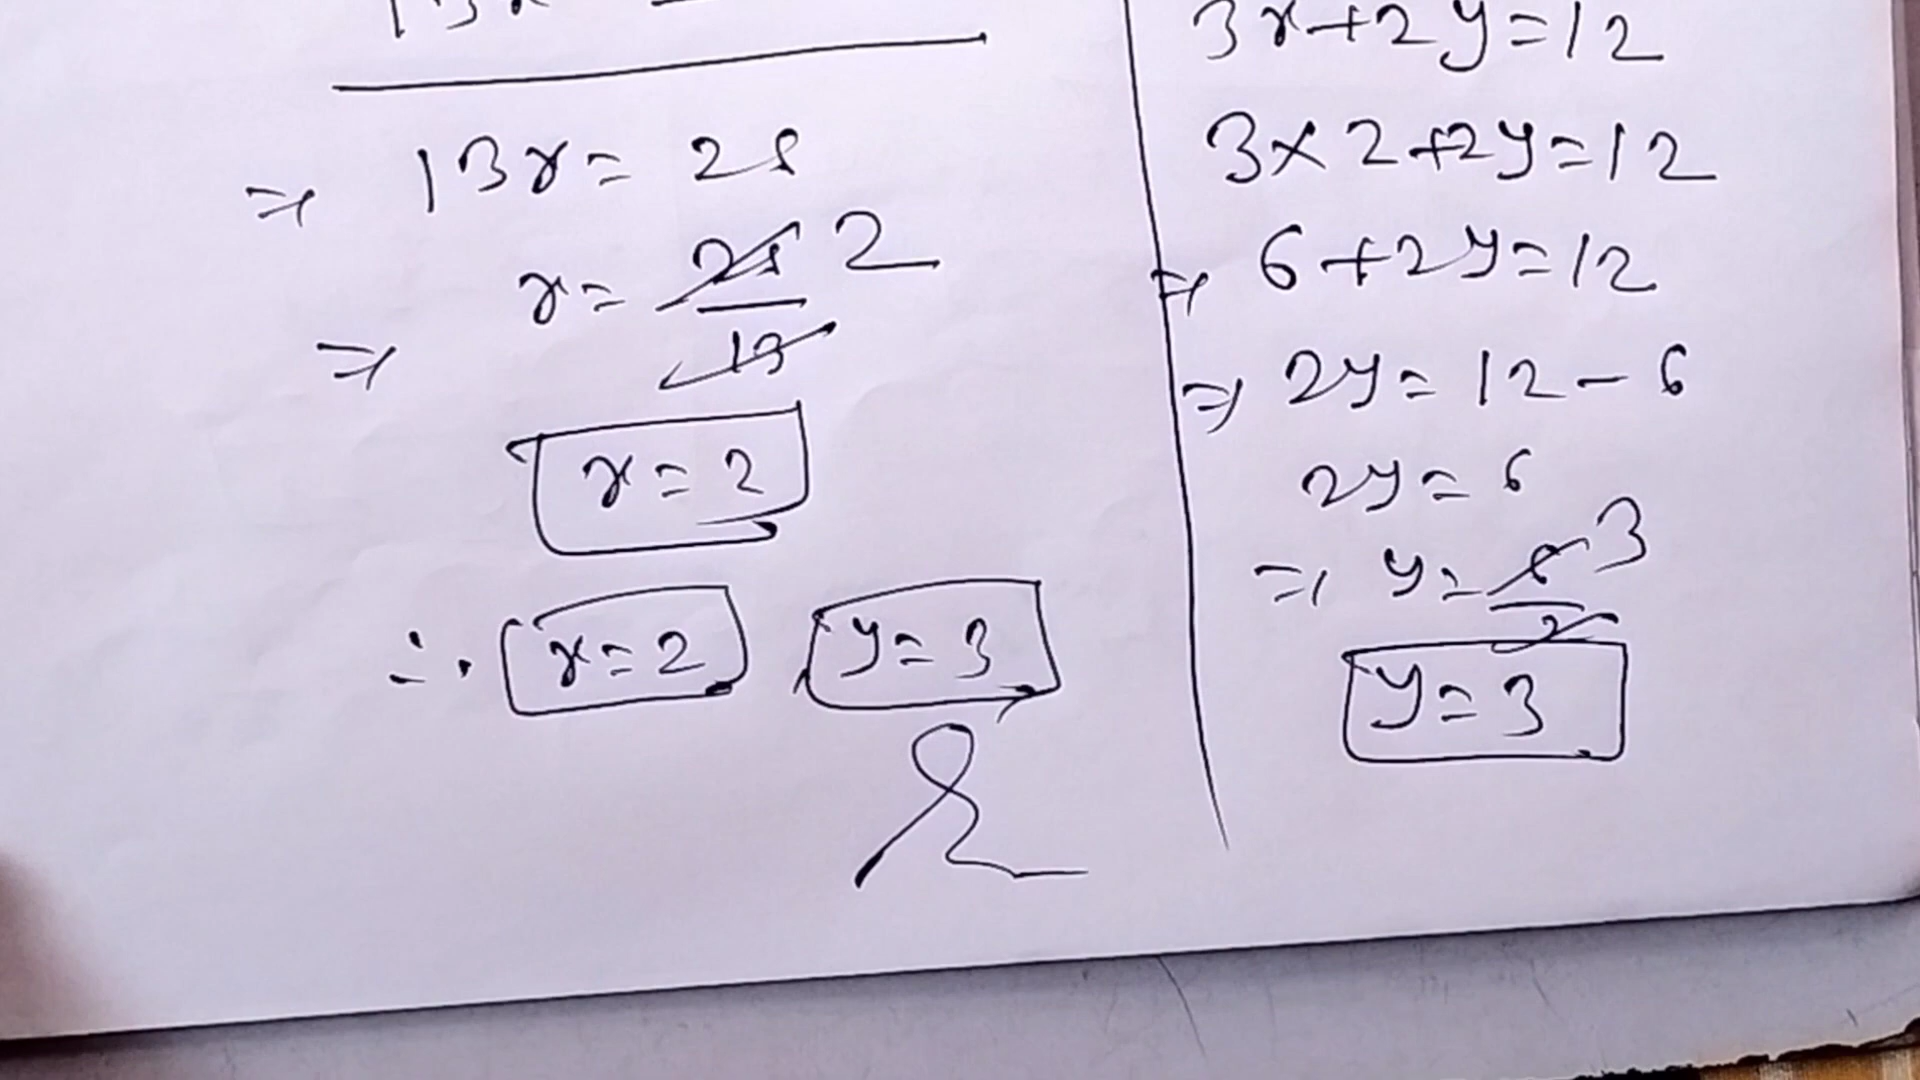 ⇒ 13x = 26
x = 26/13 2
⇒
x = 2
∴ x = 2, y = 3
3x + 2y = 12
3 × 2 + 2y = 12
⇒ 6 + 2y = 12
⇒ 2y = 12 - 6
2y = 6
⇒ y = 6/2 3
y = 3